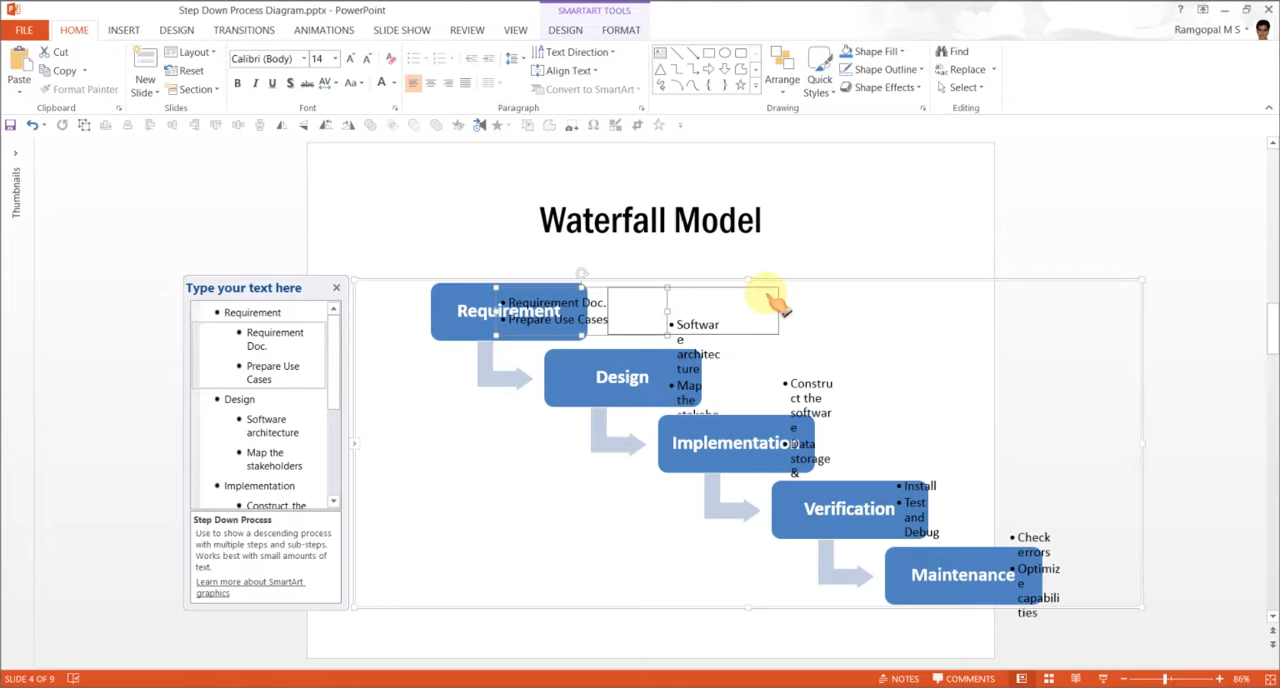 Step Down Process Diagram.pptx - PowerPoint
SMARTART TOOLS
FILE
HOME
INSERT
DESIGN
TRANSITIONS
ANIMATIONS
SLIDE SHOW
REVIEW
VIEW
DESIGN
FORMAT
Ramgopal M S
Paste
Cut
Copy
Format Painter
Clipboard
New
Slide
Layout
Reset
Section
Slides
Calibri (Body)
14
Font
Text Direction
Align Text
Convert to SmartArt
Paragraph
Arrange
Quick
Styles
Shape Fill
Shape Outline
Shape Effects
Drawing
Find
Replace
Select
Editing
Thumbnails
Waterfall Model
Type your text here
• Requirement
• Requirement
Doc.
• Prepare Use
Cases
• Design
• Software
architecture
• Map the
stakeholders
• Implementation
• Construct the
Step Down Process
Use to show a descending process
with multiple steps and sub-steps.
Works best with small amounts of
text.
Learn more about SmartArt
graphics
Requirement
• Requirement Doc.
• Prepare Use Cases
Design
• Softwar
e
architec
ture
• Map
the
stakeho
Implementation
• Constru
ct the
softwar
e
• Data
storage
&
Verification
• Install
• Test
and
Debug
Maintenance
• Check
errors
• Optimiz
e
capabili
ties
SLIDE 4 OF 9
NOTES
COMMENTS
86%